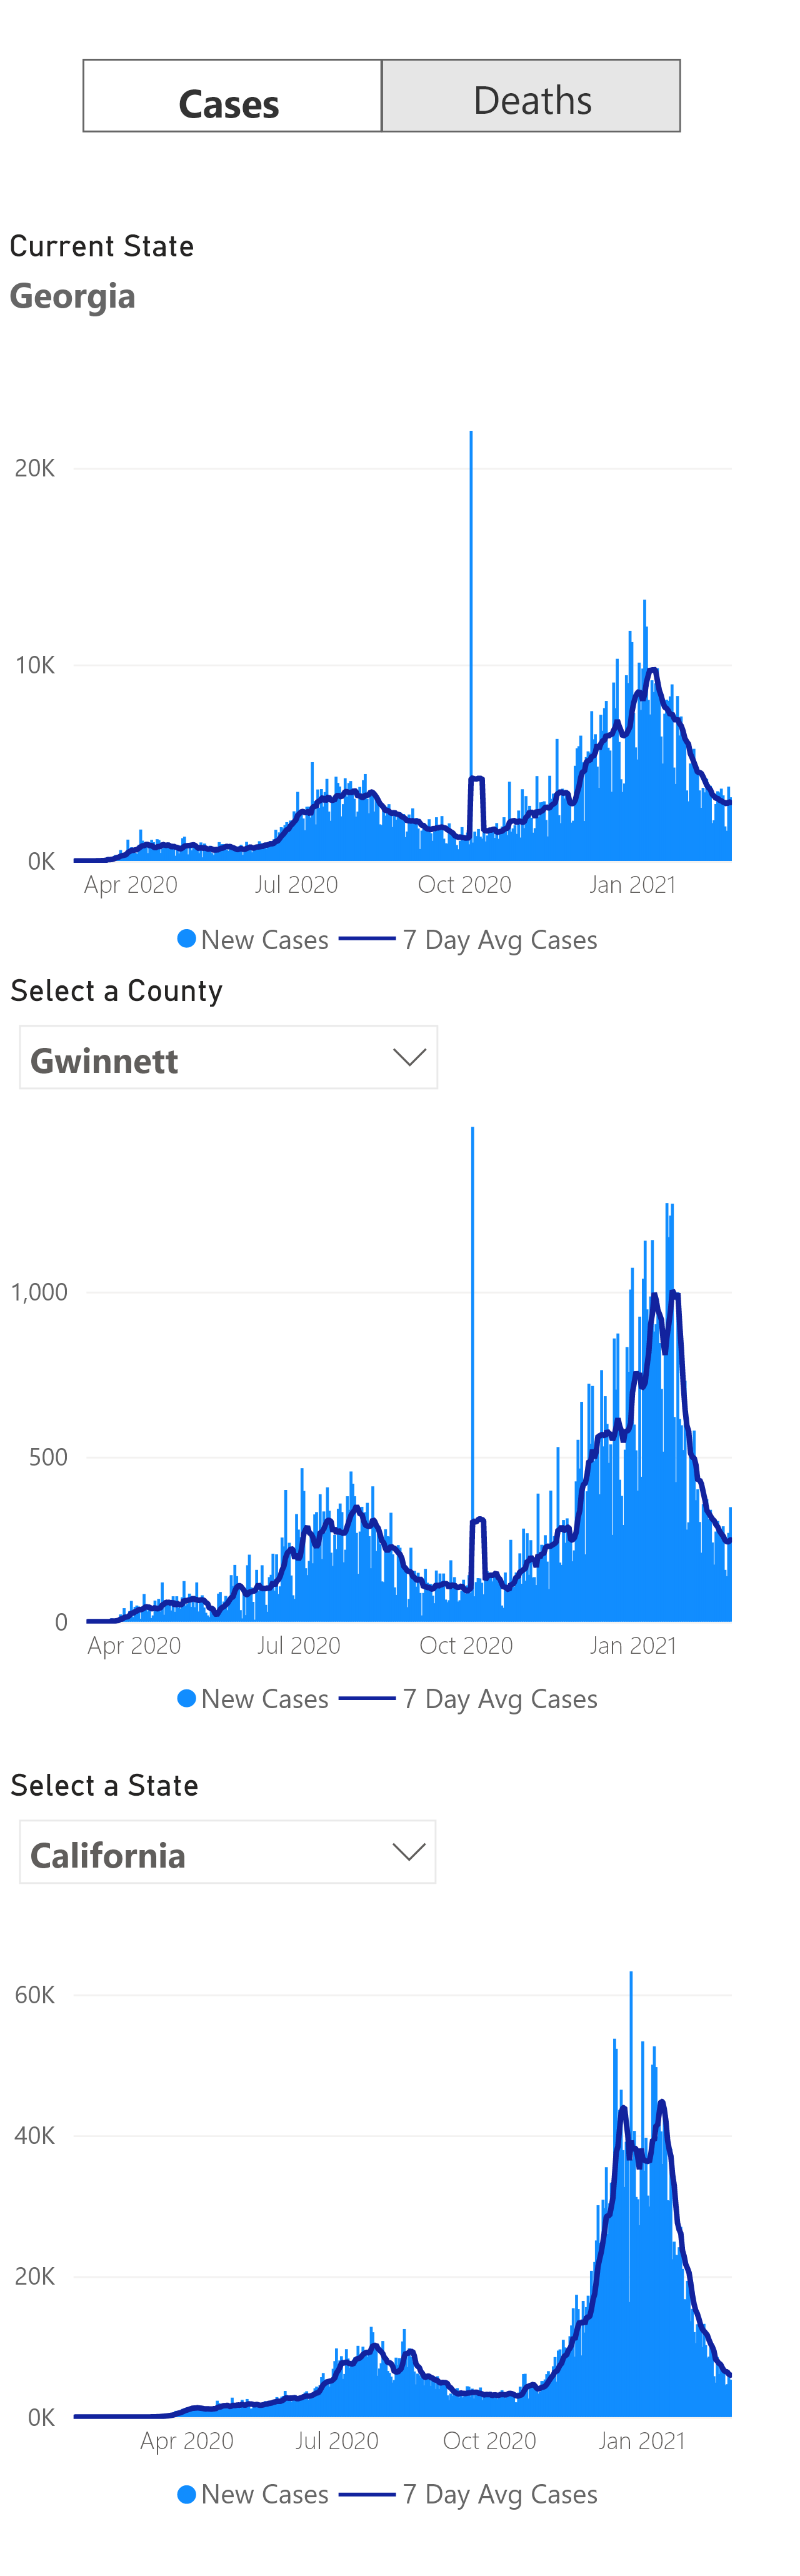 Cases Deaths
Current State
Georgia
20K
10K
0K
Apr 2020 Jul 2020 Oct 2020 Jan 2021
New Cases 7 Day Avg Cases
Select a County
Gwinnett
1,000
500
0
Apr 2020 Jul 2020 Oct 2020 Jan 2021
New Cases 7 Day Avg Cases
Select a State
California
60K
40K
20K
0K
Apr 2020 Jul 2020 Oct 2020 Jan 2021
New Cases 7 Day Avg Cases